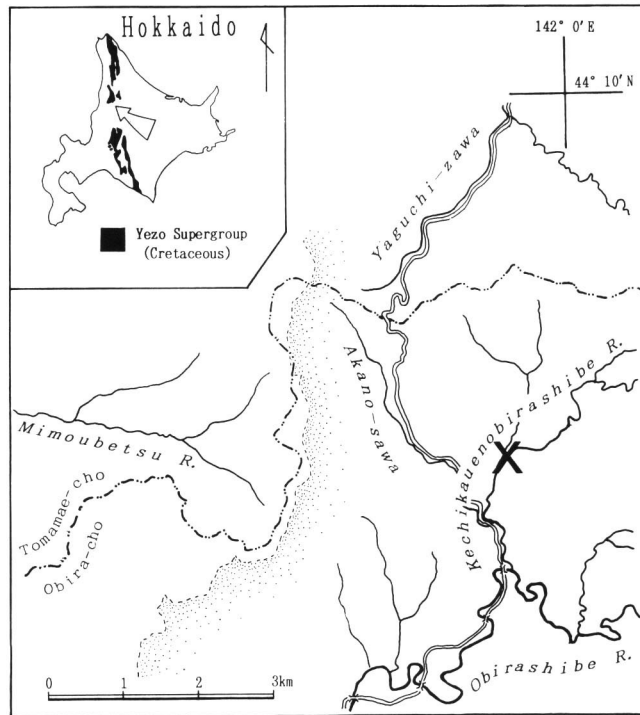 Hokkaido
142° 0'E
44° 10'N
Yezo Supergroup
(Cretaceous)
Yaguchi-zawa
Akano-sawa
Kechikauenobirashibe R.
Mimoubetsu R.
Tomamae-cho
Obira-cho
Obirashibe R.
0 1 2 3km
X